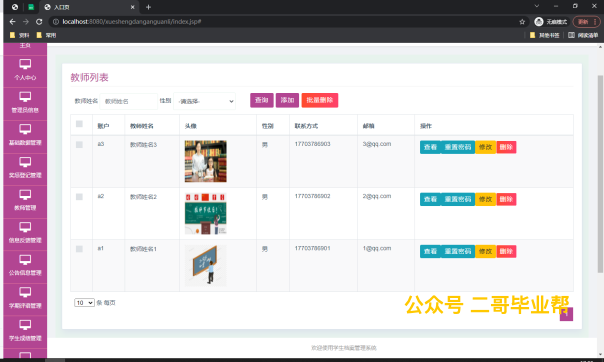 入口页
localhost:8080/xueshengdanganguanli/index.jsp#
无痕模式
更新
资料 常用
其他书签 阅读清单
主页
个人中心
管理员信息
基础数据管理
奖惩登记管理
教师管理
信息反馈管理
公告信息管理
学期评语管理
学生成绩管理
教师列表
教师姓名 教师姓名 性别 -请选择- 查询 添加 批量删除
账户 教师姓名 头像 性别 联系方式 邮箱 操作
a3 教师姓名3 男 17703786903 3@qq.com 查看 重置密码 修改 删除
a2 教师姓名2 男 17703786902 2@qq.com 查看 重置密码 修改 删除
a1 教师姓名1 男 17703786901 1@qq.com 查看 重置密码 修改 删除
10 条 每页
公众号 二哥毕业帮
欢迎使用学生档案管理系统